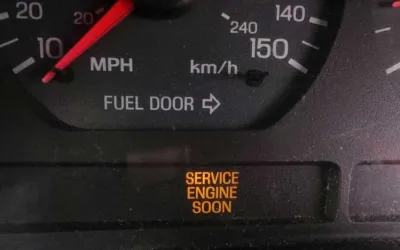 20 20 140
10 240 150
MPH km/h
FUEL DOOR
SERVICE
ENGINE
SOON